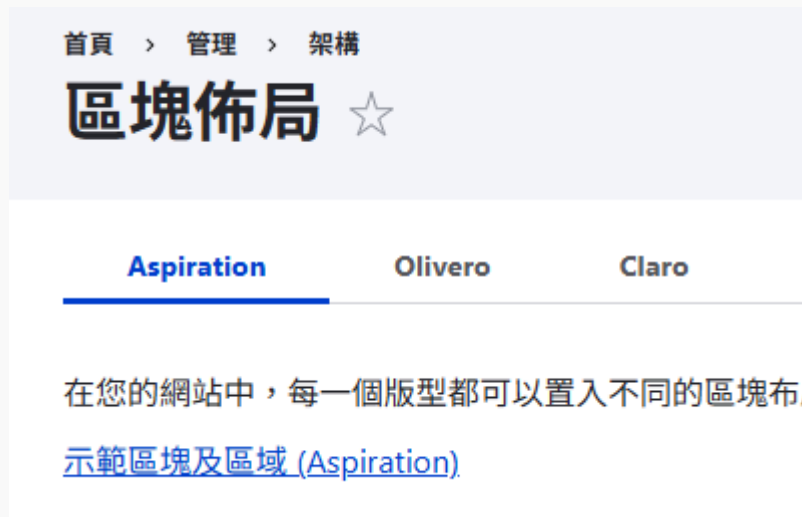 首頁 › 管理 › 架構
區塊佈局
Aspiration Olivero Claro
在您的網站中，每一個版型都可以置入不同的區塊布
示範區塊及區域 (Aspiration)